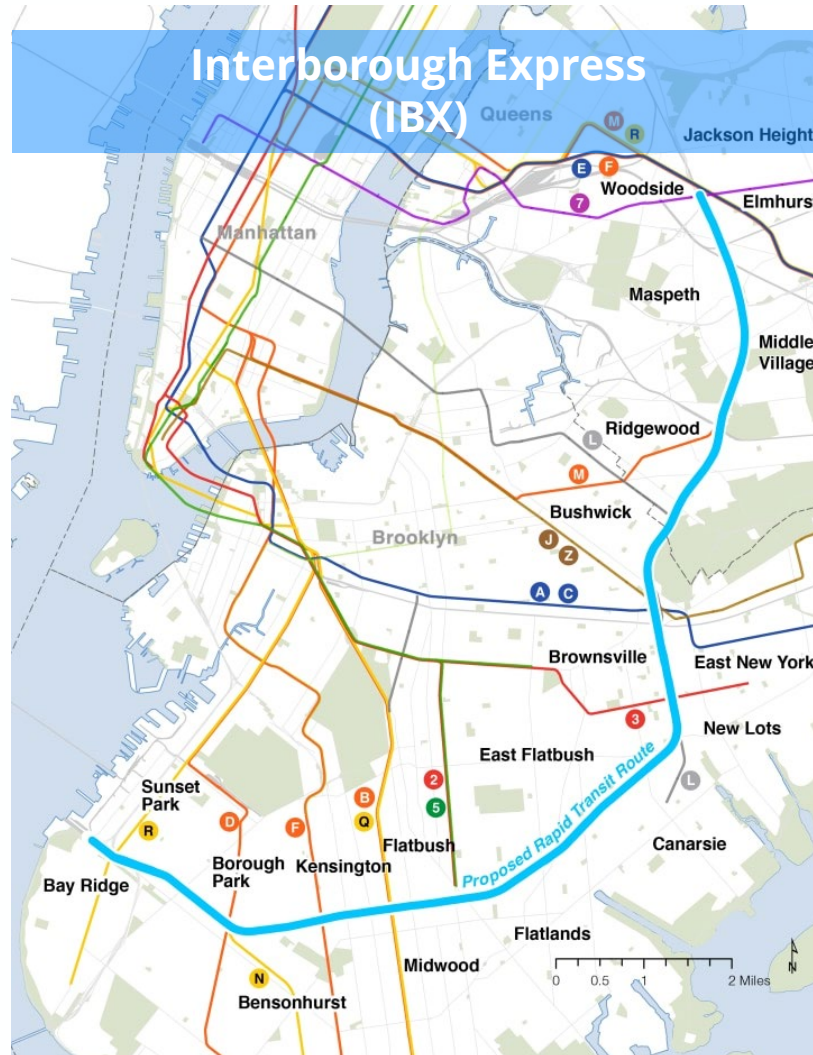 Interborough Express
(IBX)
Queens
M
R
Jackson Height
E
F
Woodside
7
Elmhurs
Manhattan
Maspeth
Middle
Village
Ridgewood
L
M
Bushwick
Brooklyn
J
Z
A
C
Brownsville
East New York
3
New Lots
East Flatbush
L
2
5
Sunset
Park
R
D
F
B
Q
Flatbush
Proposed Rapid Transit Route
Canarsie
Borough
Park
Kensington
Bay Ridge
Flatlands
Midwood
0 0.5 1 2 Miles
N
N
Bensonhurst